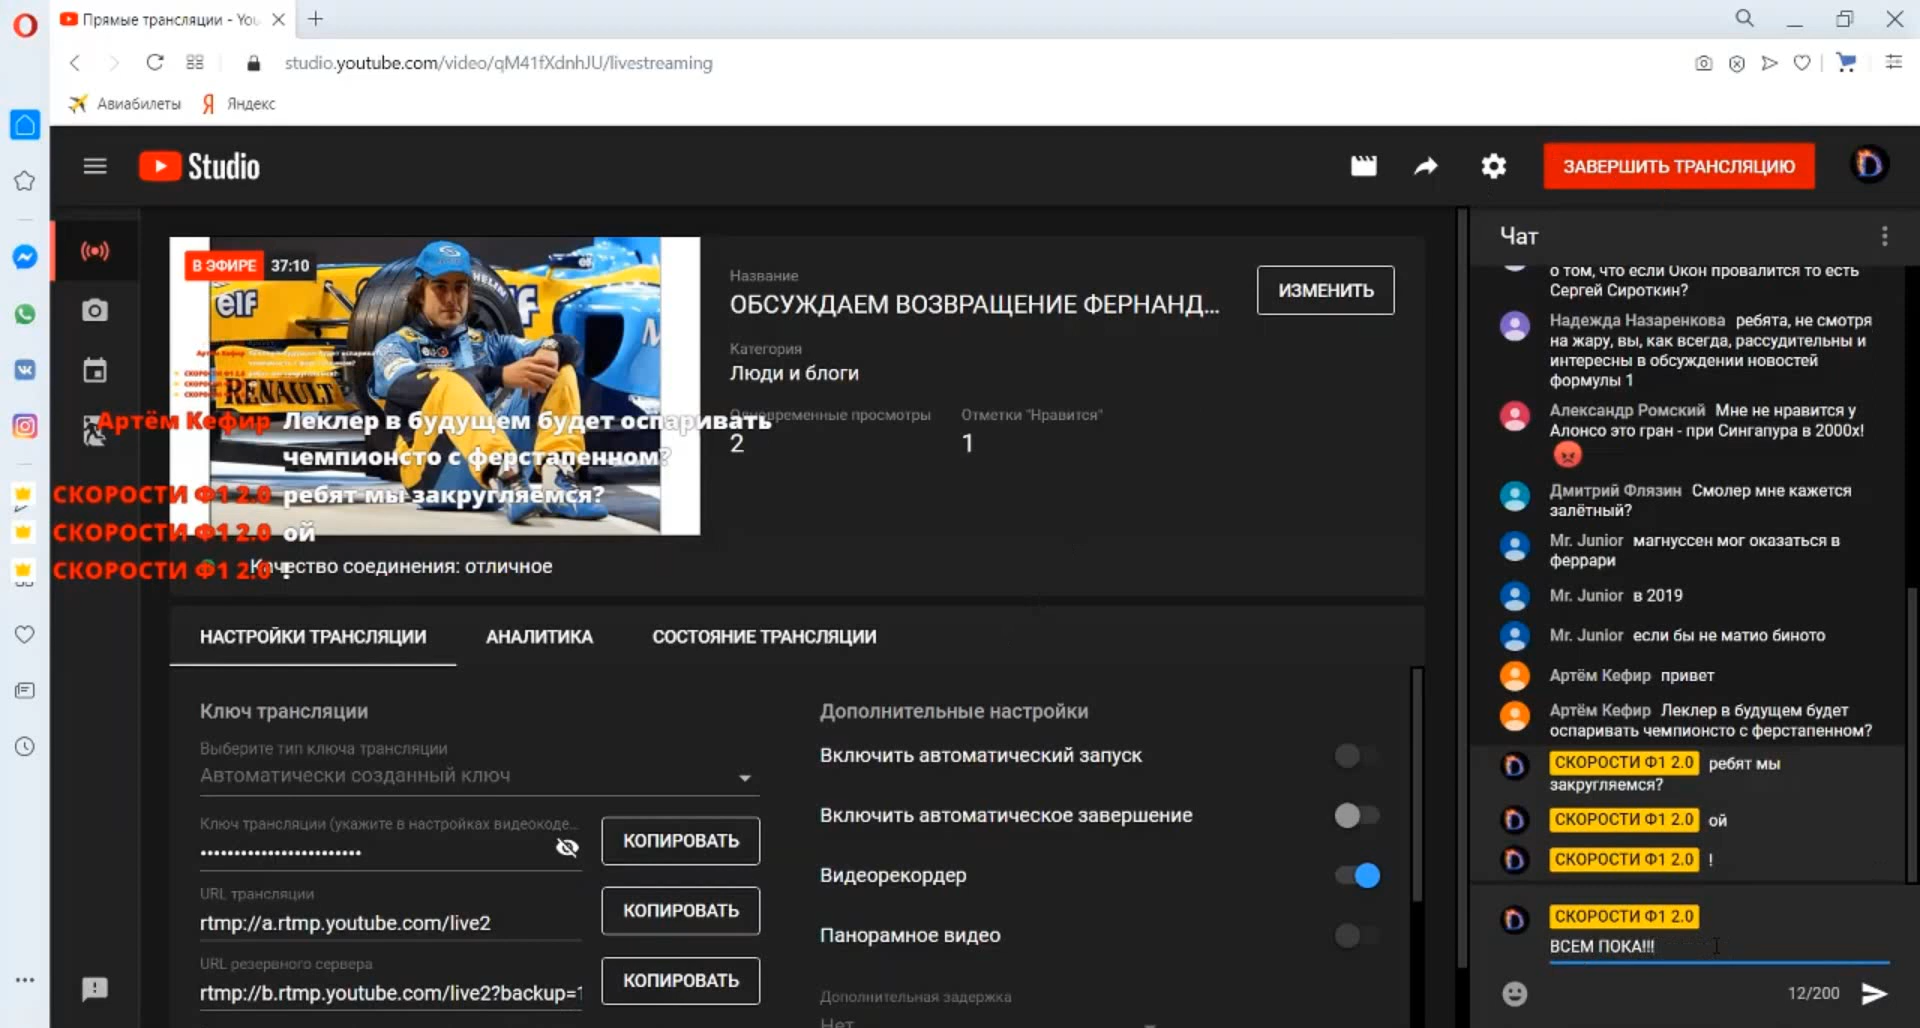 Прямые трансляции - You
studio.youtube.com/video/qM41fXdnhJU/livestreaming
Авиабилеты
Яндекс
Studio
ЗАВЕРШИТЬ ТРАНСЛЯЦИЮ
В ЭФИРЕ 37:10
elf
RENAULT
Артём Кефир Леклер в будущем будет оспаривать
чемпионсто с ферстапенном?
СКОРОСТИ Ф1 2.0 ребят мы закругляемся?
СКОРОСТИ Ф1 2.0 ой
СКОРОСТИ Ф1 2.0 !
Название
ОБСУЖДАЕМ ВОЗВРАЩЕНИЕ ФЕРНАНД...
ИЗМЕНИТЬ
Категория
Люди и блоги
Одновременные просмотры
2
Отметки "Нравится"
1
Качество соединения: отличное
НАСТРОЙКИ ТРАНСЛЯЦИИ
АНАЛИТИКА
СОСТОЯНИЕ ТРАНСЛЯЦИИ
Ключ трансляции
Выберите тип ключа трансляции
Автоматически созданный ключ
Ключ трансляции (укажите в настройках видеокоде...
КОПИРОВАТЬ
URL трансляции
rtmp://a.rtmp.youtube.com/live2
КОПИРОВАТЬ
URL резервного сервера
rtmp://b.rtmp.youtube.com/live2?backup=1
КОПИРОВАТЬ
Дополнительные настройки
Включить автоматический запуск
Включить автоматическое завершение
Видеорекордер
Панорамное видео
Дополнительная задержка
Нет
Чат
о том, что если Окон провалится то есть
Сергей Сироткин?
Надежда Назаренкова ребята, не смотря
на жару, вы, как всегда, рассудительны и
интересны в обсуждении новостей
формулы 1
Александр Ромский Мне не нравится у
Алонсо это гран - при Сингапура в 2000х!
Дмитрий Флязин Смолер мне кажется
залётный?
Mr. Junior магнуссен мог оказаться в
феррари
Mr. Junior в 2019
Mr. Junior если бы не матио биното
Артём Кефир привет
Артём Кефир Леклер в будущем будет
оспаривать чемпионсто с ферстапенном?
СКОРОСТИ Ф1 2.0 ребят мы
закругляемся?
СКОРОСТИ Ф1 2.0 ой
СКОРОСТИ Ф1 2.0 !
СКОРОСТИ Ф1 2.0
ВСЕМ ПОКА!!!
12/200